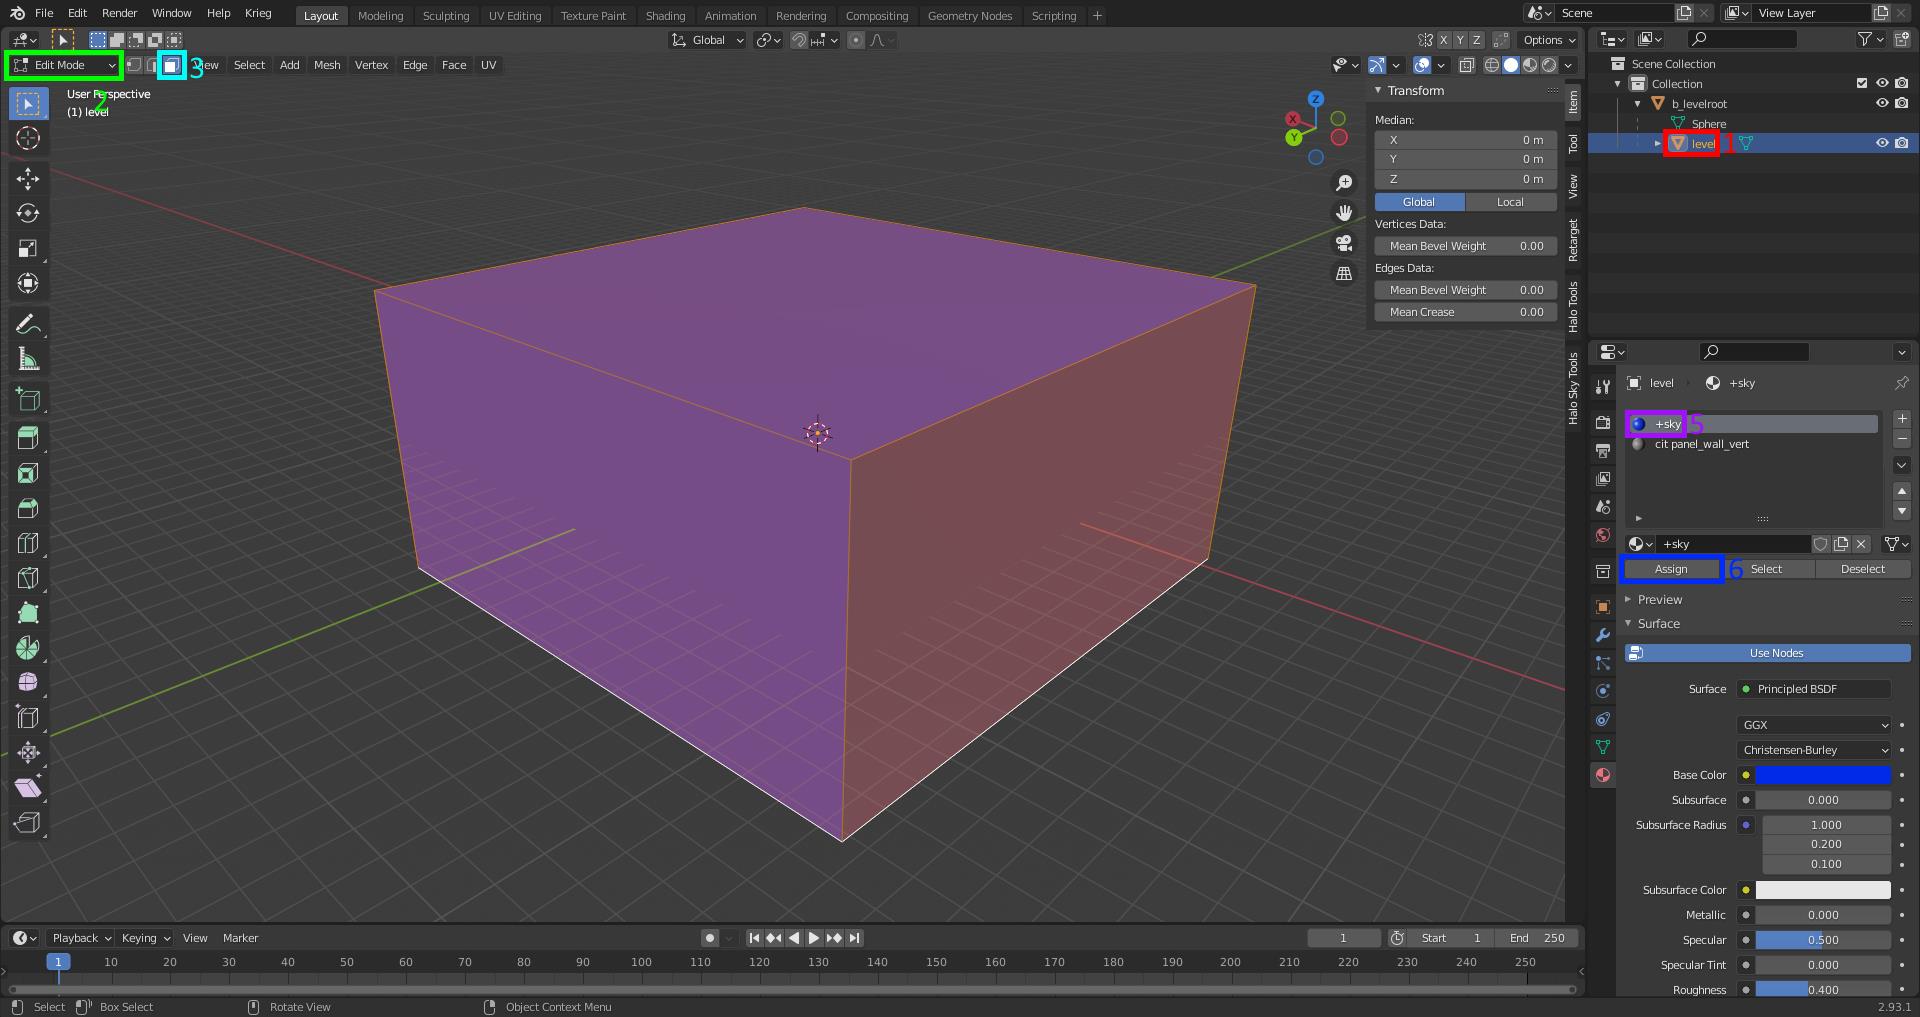 File Edit Render Window Help Krieg
Layout Modeling Sculpting UV Editing Texture Paint Shading Animation Rendering Compositing Geometry Nodes Scripting +
Scene
View Layer
Global
X Y Z
Options
Edit Mode
3
View Select Add Mesh Vertex Edge Face UV
2
User Perspective
(1) level
Z
X
Y
Transform
Median:
X 0 m
Y 0 m
Z 0 m
Global Local
Vertices Data:
Mean Bevel Weight 0.00
Edges Data:
Mean Bevel Weight 0.00
Mean Crease 0.00
Item
Tool
View
Retarget
Halo Tools
Halo Sky Tools
Scene Collection
Collection
b_levelroot
Sphere
level 1
level +sky
+sky 5
cit panel_wall_vert
+sky
Assign 6 Select Deselect
Preview
Surface
Use Nodes
Surface Principled BSDF
GGX
Christensen-Burley
Base Color
Subsurface 0.000
Subsurface Radius 1.000
0.200
0.100
Subsurface Color
Metallic 0.000
Specular 0.500
Specular Tint 0.000
Roughness 0.400
Playback Keying View Marker
1
Start 1
End 250
1 10 20 30 40 50 60 70 80 90 100 110 120 130 140 150 160 170 180 190 200 210 220 230 240 250
Select Box Select Rotate View Object Context Menu
2.93.1